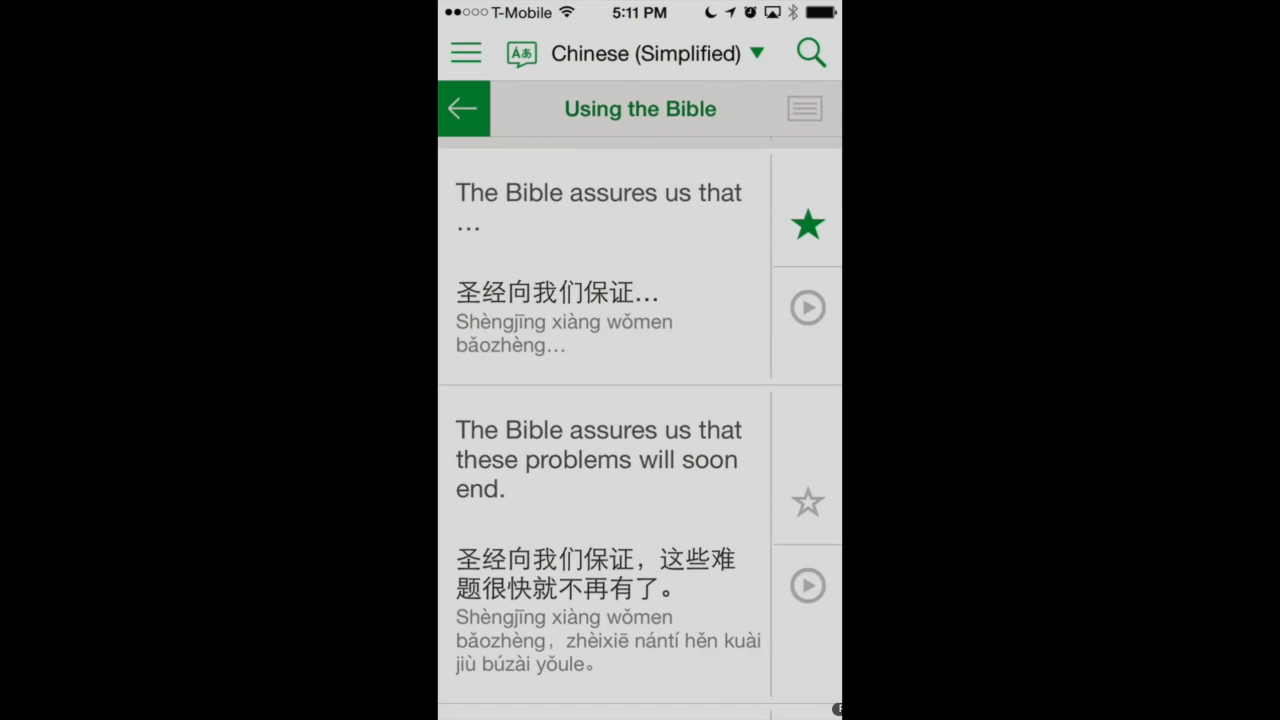 T-Mobile 5:11 PM
Aあ Chinese (Simplified)
Using the Bible
The Bible assures us that
…
圣经向我们保证…
Shèngjīng xiàng wǒmen
bǎozhèng…
The Bible assures us that
these problems will soon
end.
圣经向我们保证，这些难
题很快就不再有了。
Shèngjīng xiàng wǒmen
bǎozhèng，zhèixiē nántí hěn kuài
jiù búzài yǒule。